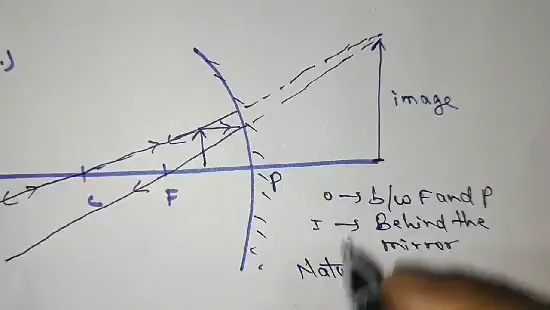 .)
image
C
F
P
O → b/w F and P
I → Behind the
mirror
Natu